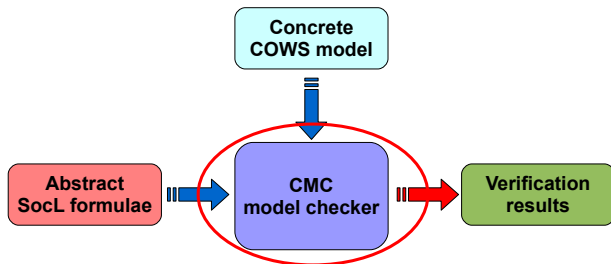 Concrete
COWS model
Abstract
SocL formulae
CMC
model checker
Verification
results